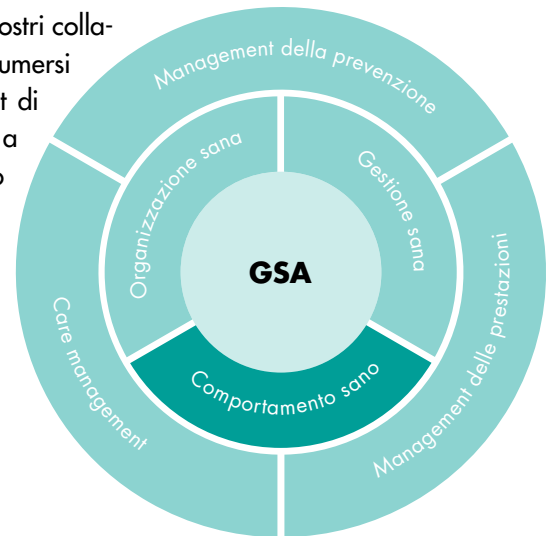 ostri colla-
umersi
t di
a
o
Management della prevenzione
Organizzazione sana
Gestione sana
GSA
Comportamento sano
Care management
Management delle prestazioni